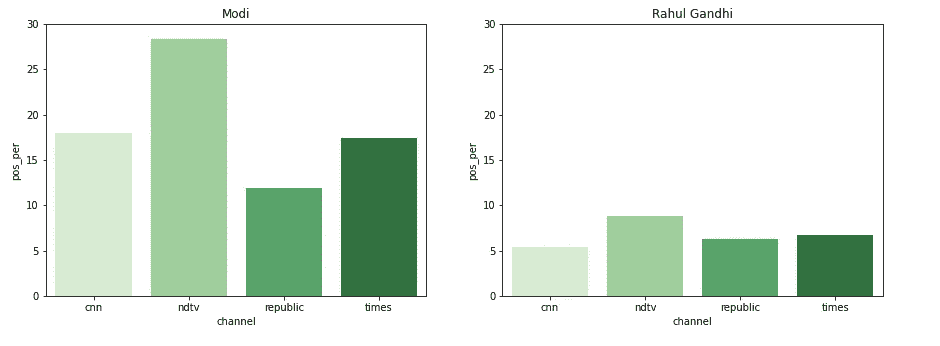 Modi
30
25
20
15
10
5
0
pos_per
cnn ndtv republic times
channel
Rahul Gandhi
30
25
20
15
10
5
0
pos_per
cnn ndtv republic times
channel